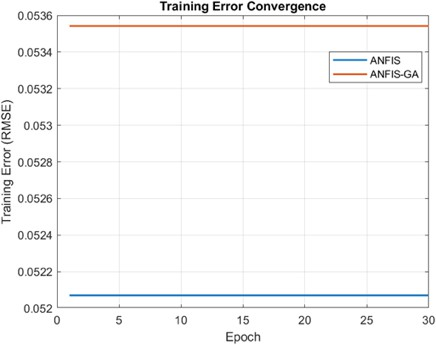 Training Error Convergence
0.0536
0.0534
0.0532
0.053
0.0528
0.0526
0.0524
0.0522
0.052
Training Error (RMSE)
ANFIS
ANFIS-GA
0 5 10 15 20 25 30
Epoch